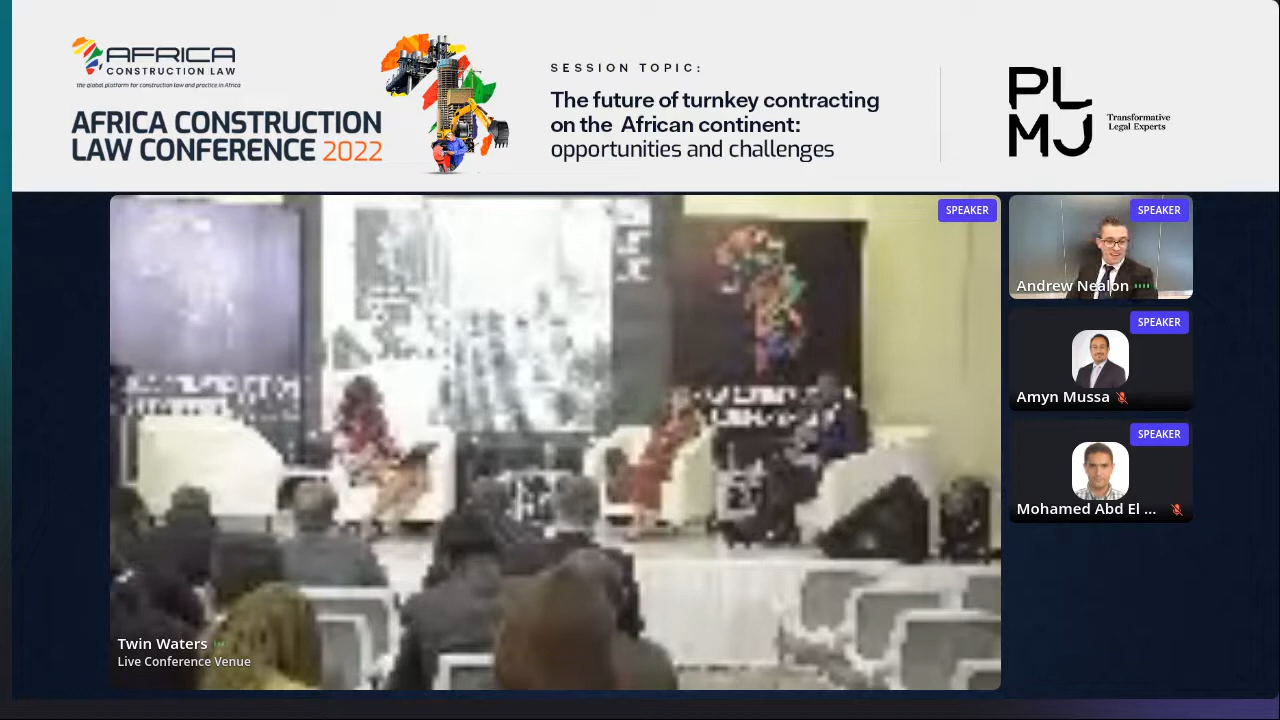 AFRICA
CONSTRUCTION LAW
the global platform for construction law and practice in Africa
AFRICA CONSTRUCTION
LAW CONFERENCE 2022
SESSION TOPIC:
The future of turnkey contracting
on the African continent:
opportunities and challenges
PL
MJ
Transformative
Legal Experts
SPEAKER
Twin Waters
Live Conference Venue
SPEAKER
Andrew Nealon
SPEAKER
Amyn Mussa
SPEAKER
Mohamed Abd El ...